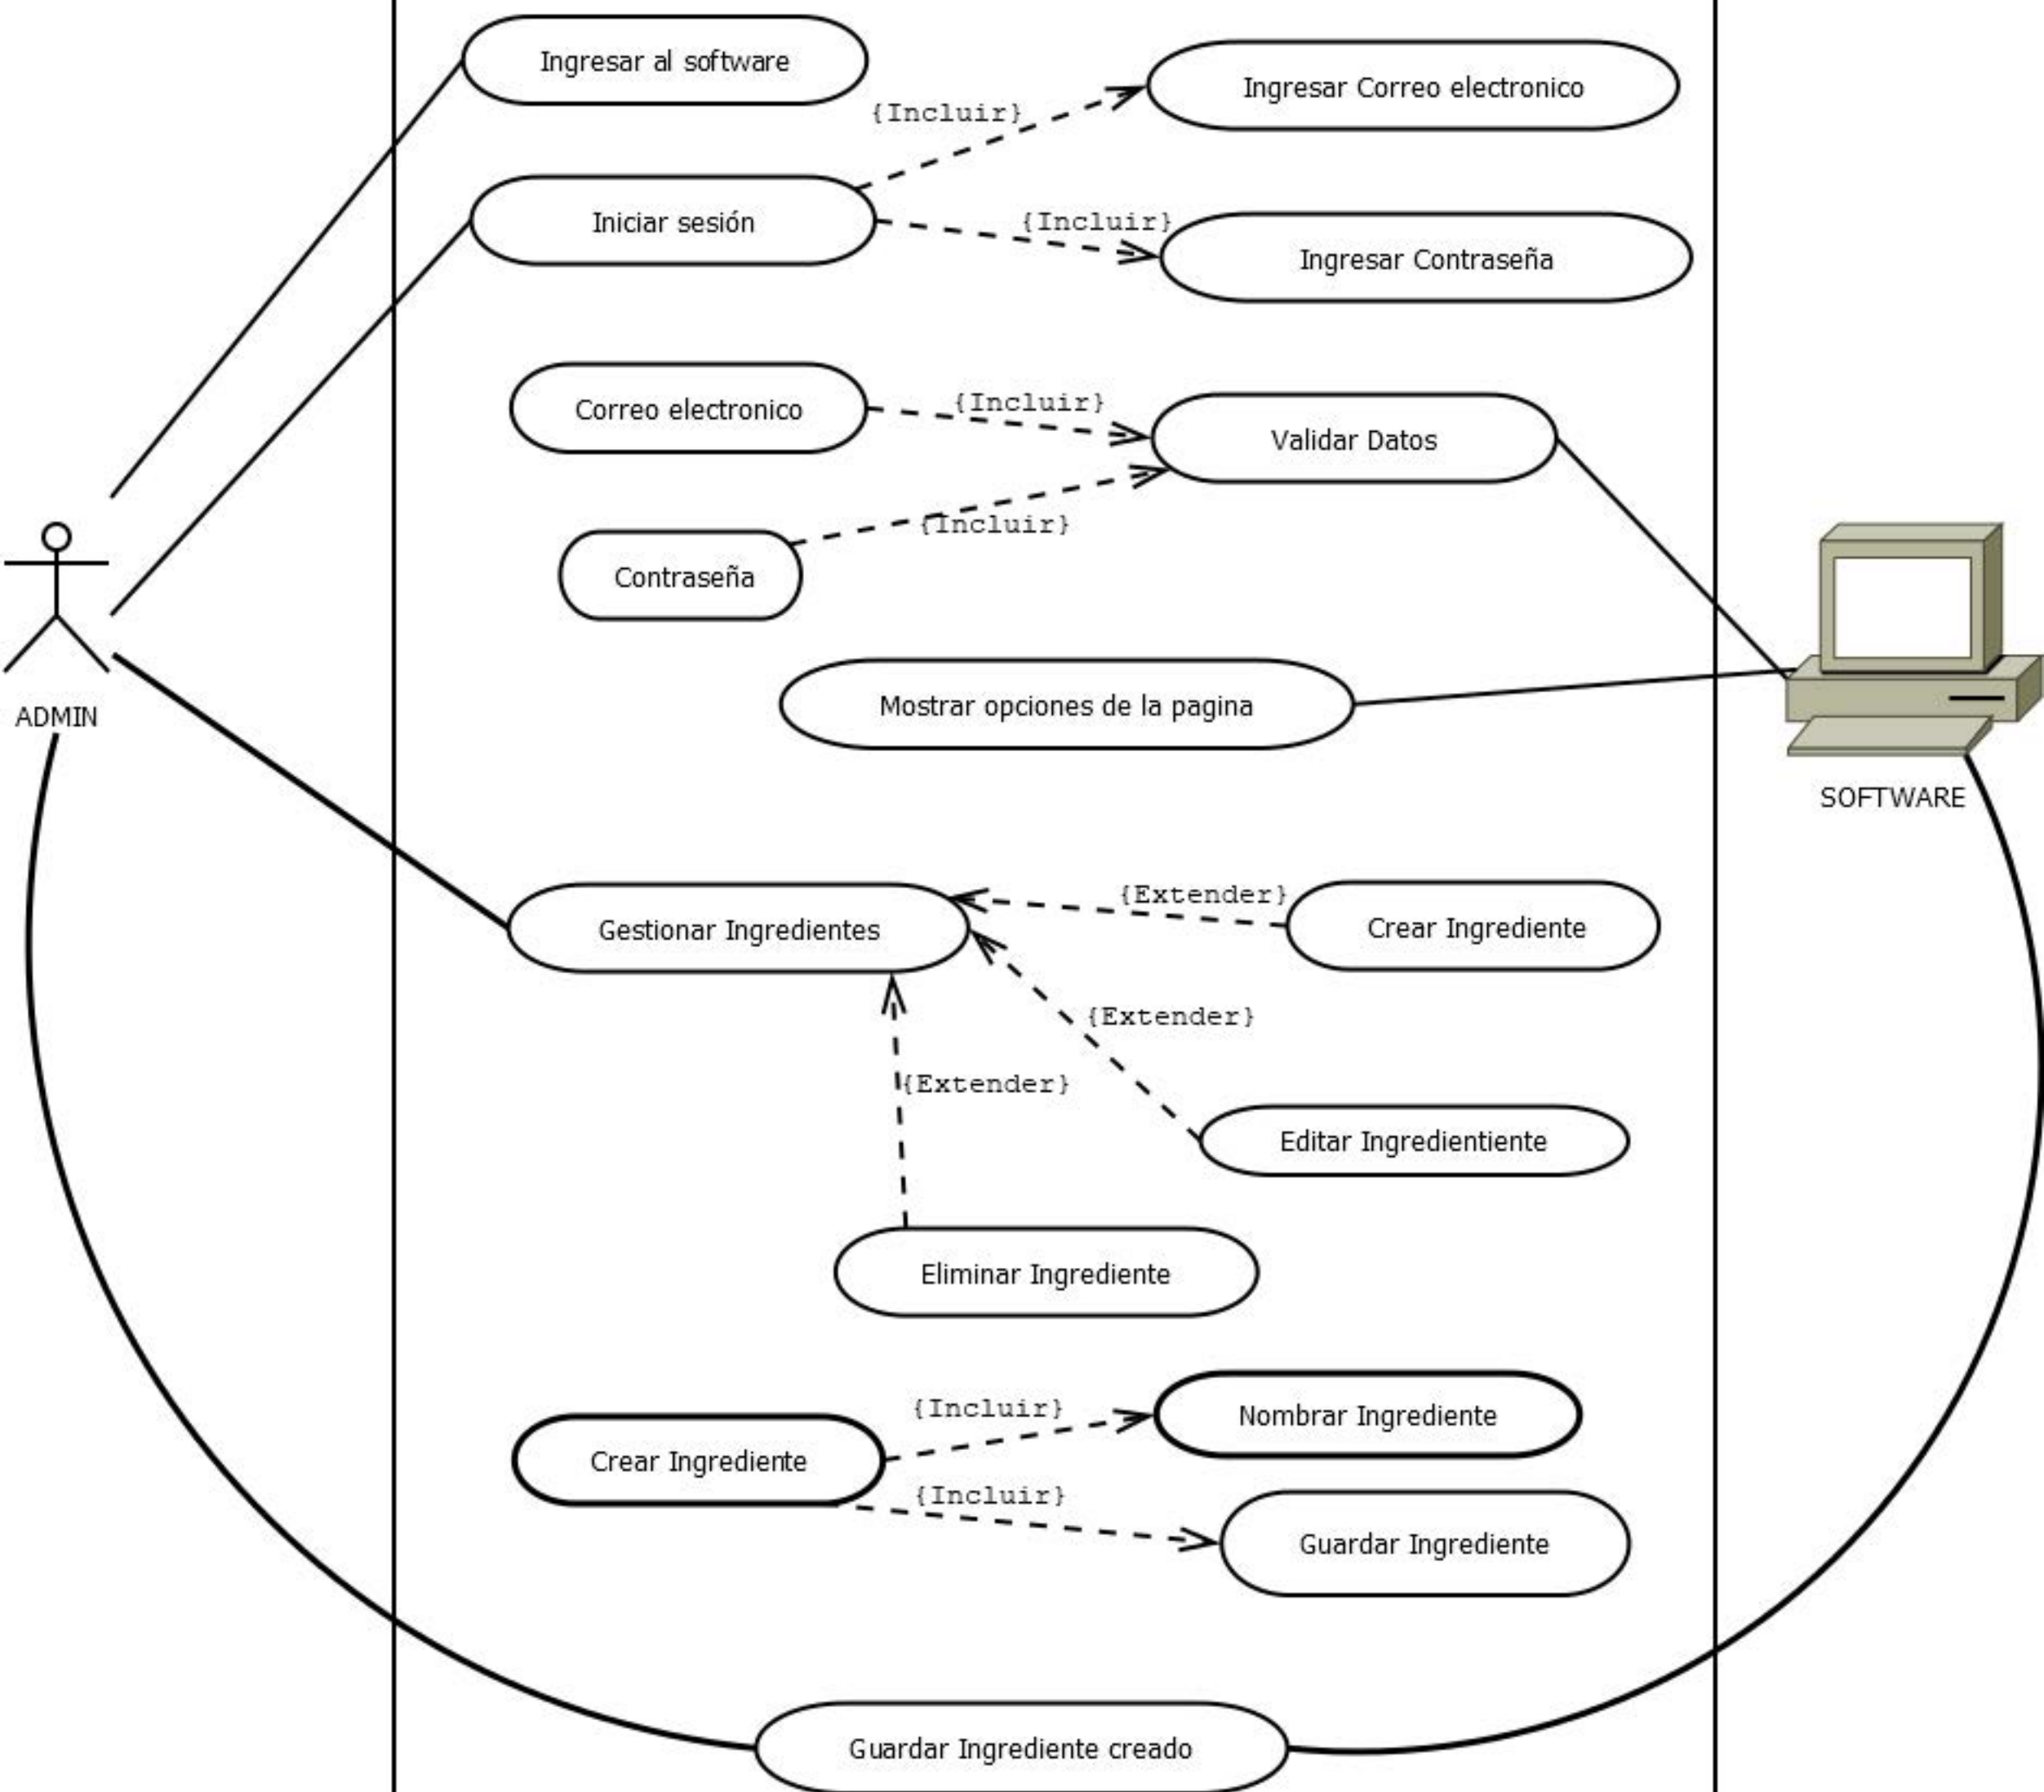 Ingresar al software
Ingresar Correo electronico
{Incluir}
Iniciar sesión
{Incluir}
Ingresar Contraseña
Correo electronico
{Incluir}
Validar Datos
{Incluir}
Contraseña
Mostrar opciones de la pagina
ADMIN
SOFTWARE
Gestionar Ingredientes
{Extender}
Crear Ingrediente
{Extender}
{Extender}
Editar Ingredientiente
Eliminar Ingrediente
{Incluir}
Nombrar Ingrediente
Crear Ingrediente
{Incluir}
Guardar Ingrediente
Guardar Ingrediente creado